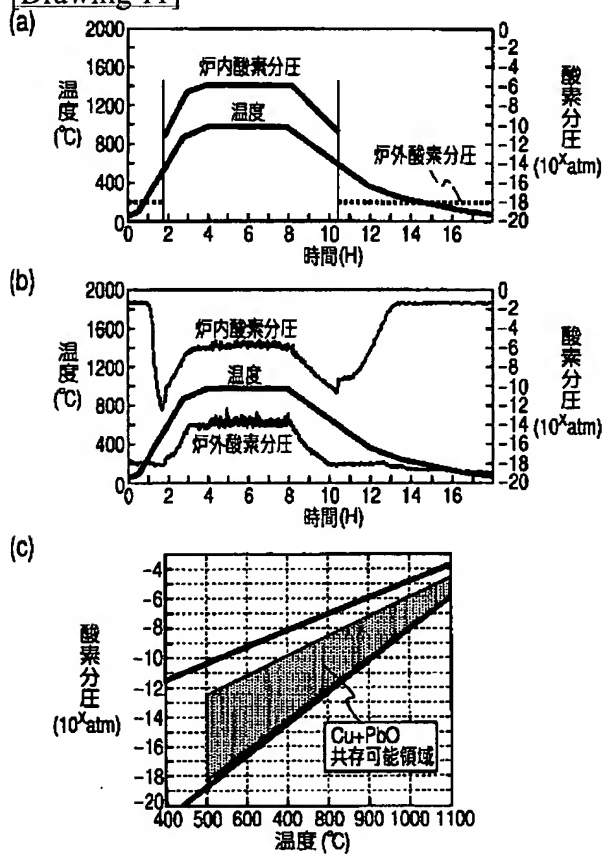 [Drawing 11]
(a)
2000
1600
1200
800
400
0
温度
(℃)
炉内酸素分圧
温度
炉外酸素分圧
0
-2
-4
-6
-8
-10
-12
-14
-16
-18
-20
酸素分圧
(10^x atm)
0 2 4 6 8 10 12 14 16
時間(H)
(b)
2000
1600
1200
800
400
0
温度
(℃)
炉内酸素分圧
温度
炉外酸素分圧
0
-2
-4
-6
-8
-10
-12
-14
-16
-18
-20
酸素分圧
(10^x atm)
0 2 4 6 8 10 12 14 16
時間(H)
(c)
-4
-6
-8
-10
-12
-14
-16
-18
-20
酸素分圧
(10^x atm)
Cu+PbO
共存可能領域
400 500 600 400 800 900 1000 1100
温度(℃)